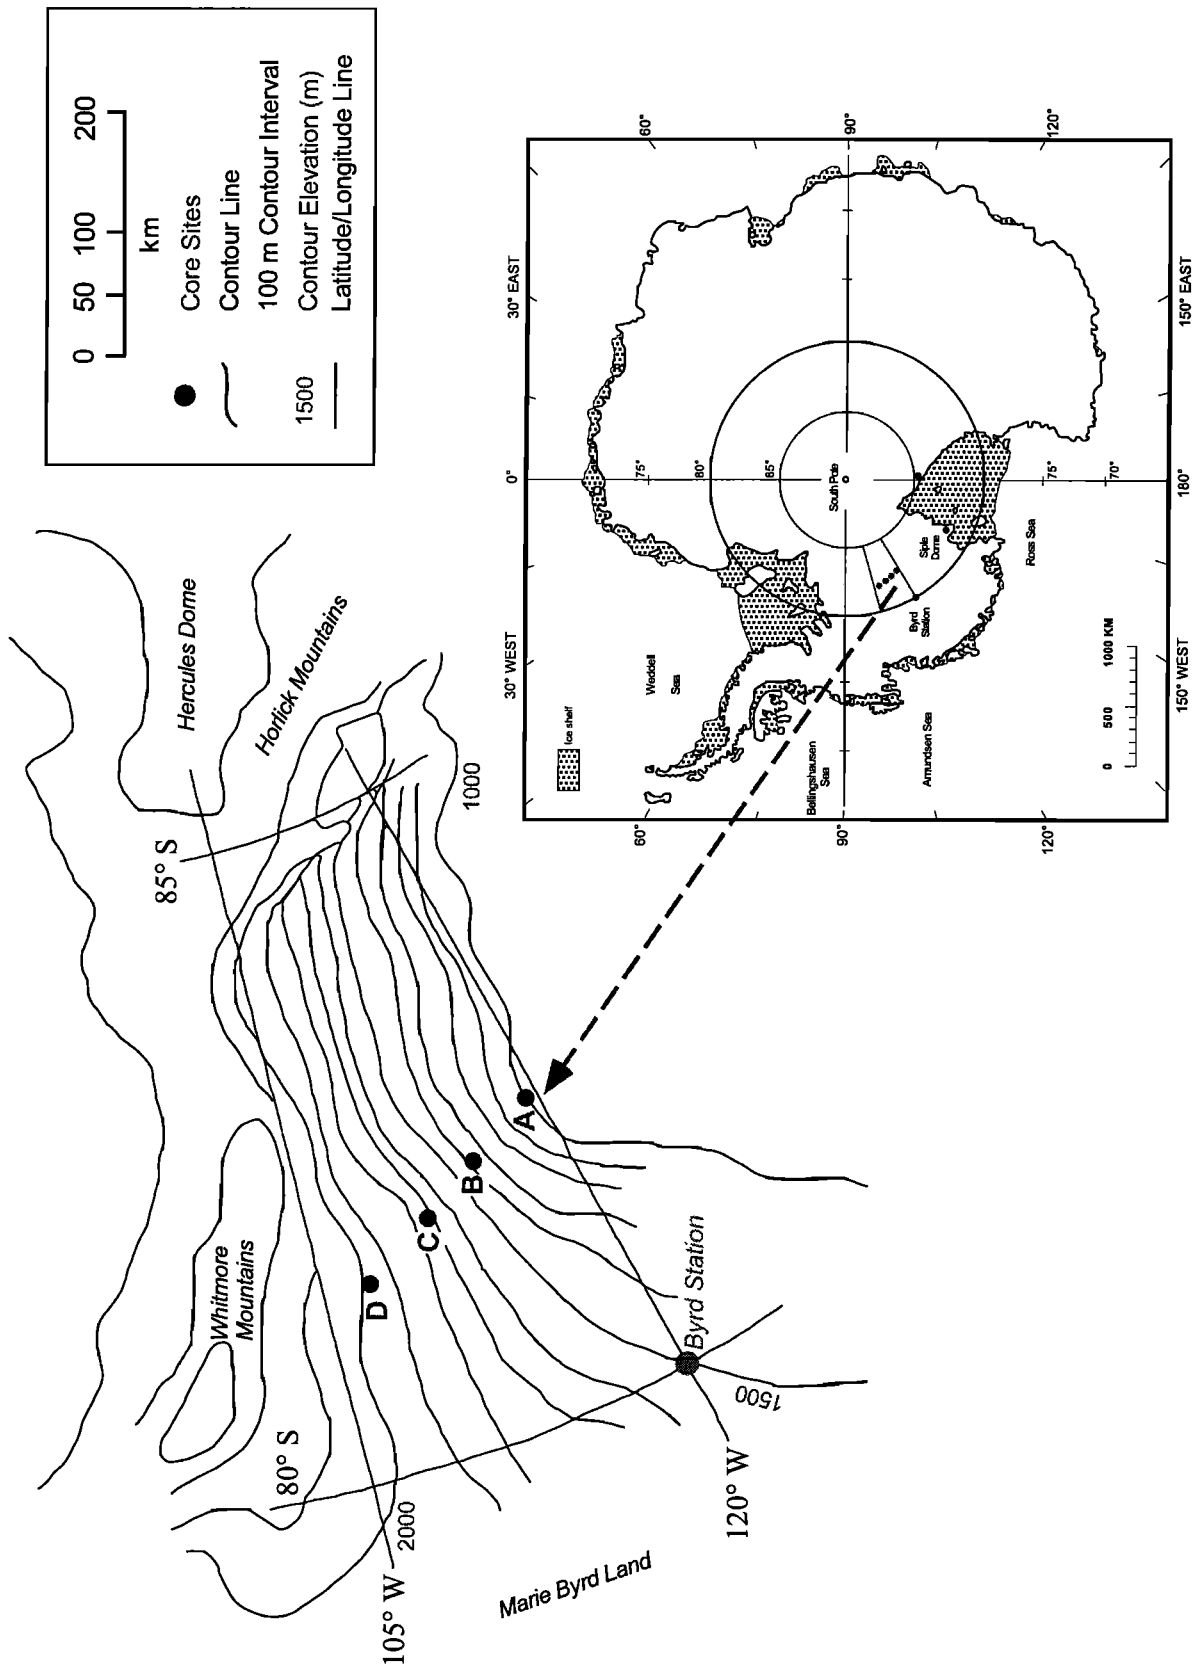 0 50 100 200
km
Core Sites
Contour Line
100 m Contour Interval
1500 Contour Elevation (m)
Latitude/Longitude Line
Hercules Dome
Horlick Mountains
85° S
1000
Whitmore
Mountains
A
B
C
D
Byrd Station
1500
80° S
2000
105° W
120° W
Marie Byrd Land
60° 90° 120°
30° EAST
150° EAST
0°
75°
80°
85°
South Pole
75°
70°
180°
Siple
Dome
Ross Sea
Byrd
Station
30° WEST
Weddell
Sea
150° WEST
Ice shelf
Bellingshausen
Sea
Amundsen Sea
0 500 1000 KM
60° 90° 120°